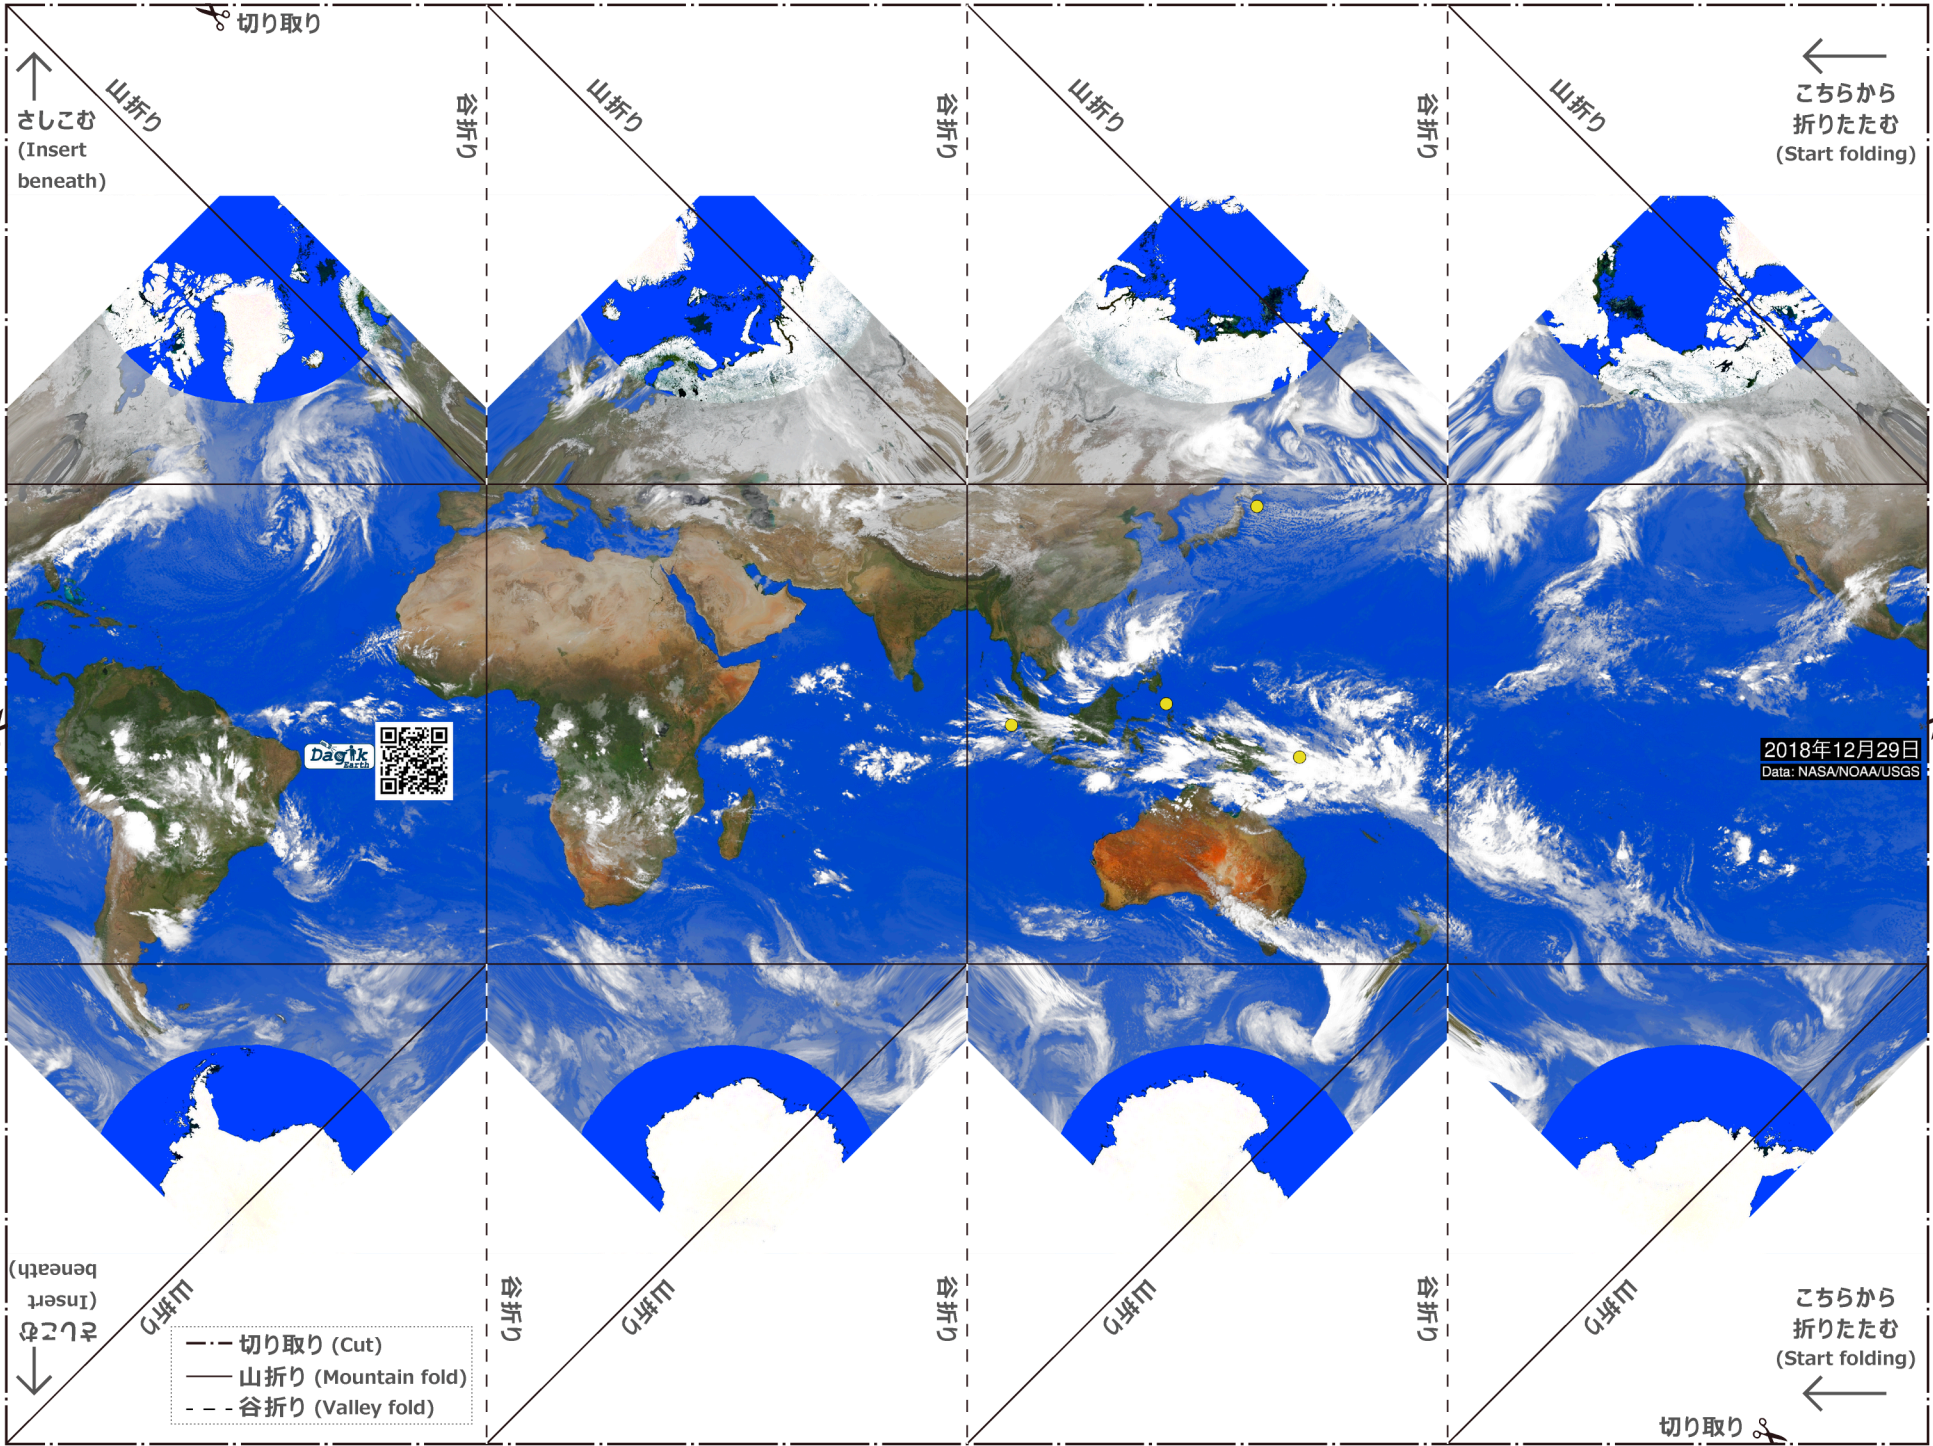 切り取り
山折り
谷折り
山折り
谷折り
山折り
谷折り
山折り
こちらから
折りたたむ
(Start folding)
さしこむ
(Insert
beneath)
Dagik
Earth
2018年12月29日
Data: NASA/NOAA/USGS
さしこむ
(Insert
beneath)
山折り
谷折り
山折り
谷折り
山折り
谷折り
山折り
こちらから
折りたたむ
(Start folding)
切り取り (Cut)
山折り (Mountain fold)
谷折り (Valley fold)
切り取り